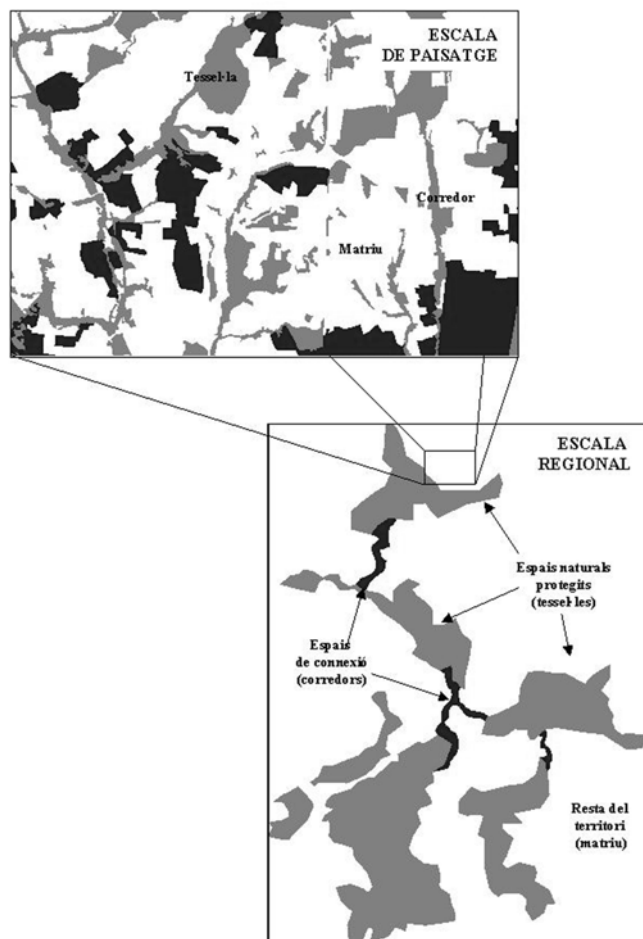 ESCALA
DE PAISATGE
Tessel·la
Corredor
Matriu
ESCALA
REGIONAL
Espais naturals
protegits
(tessel·les)
Espais
de connexió
(corredors)
Resta del
territori
(matriu)